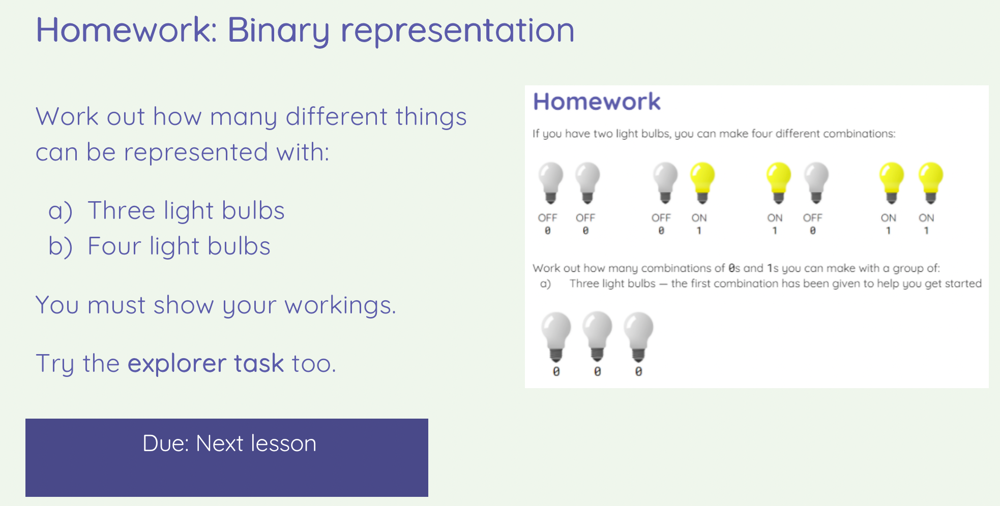 Homework: Binary representation
Work out how many different things
can be represented with:
a) Three light bulbs
b) Four light bulbs
You must show your workings.
Try the explorer task too.
Due: Next lesson
Homework
If you have two light bulbs, you can make four different combinations:
OFF OFF OFF ON ON OFF ON ON
0 0 0 1 1 0 1 1
Work out how many combinations of 0s and 1s you can make with a group of:
a) Three light bulbs — the first combination has been given to help you get started
0 0 0